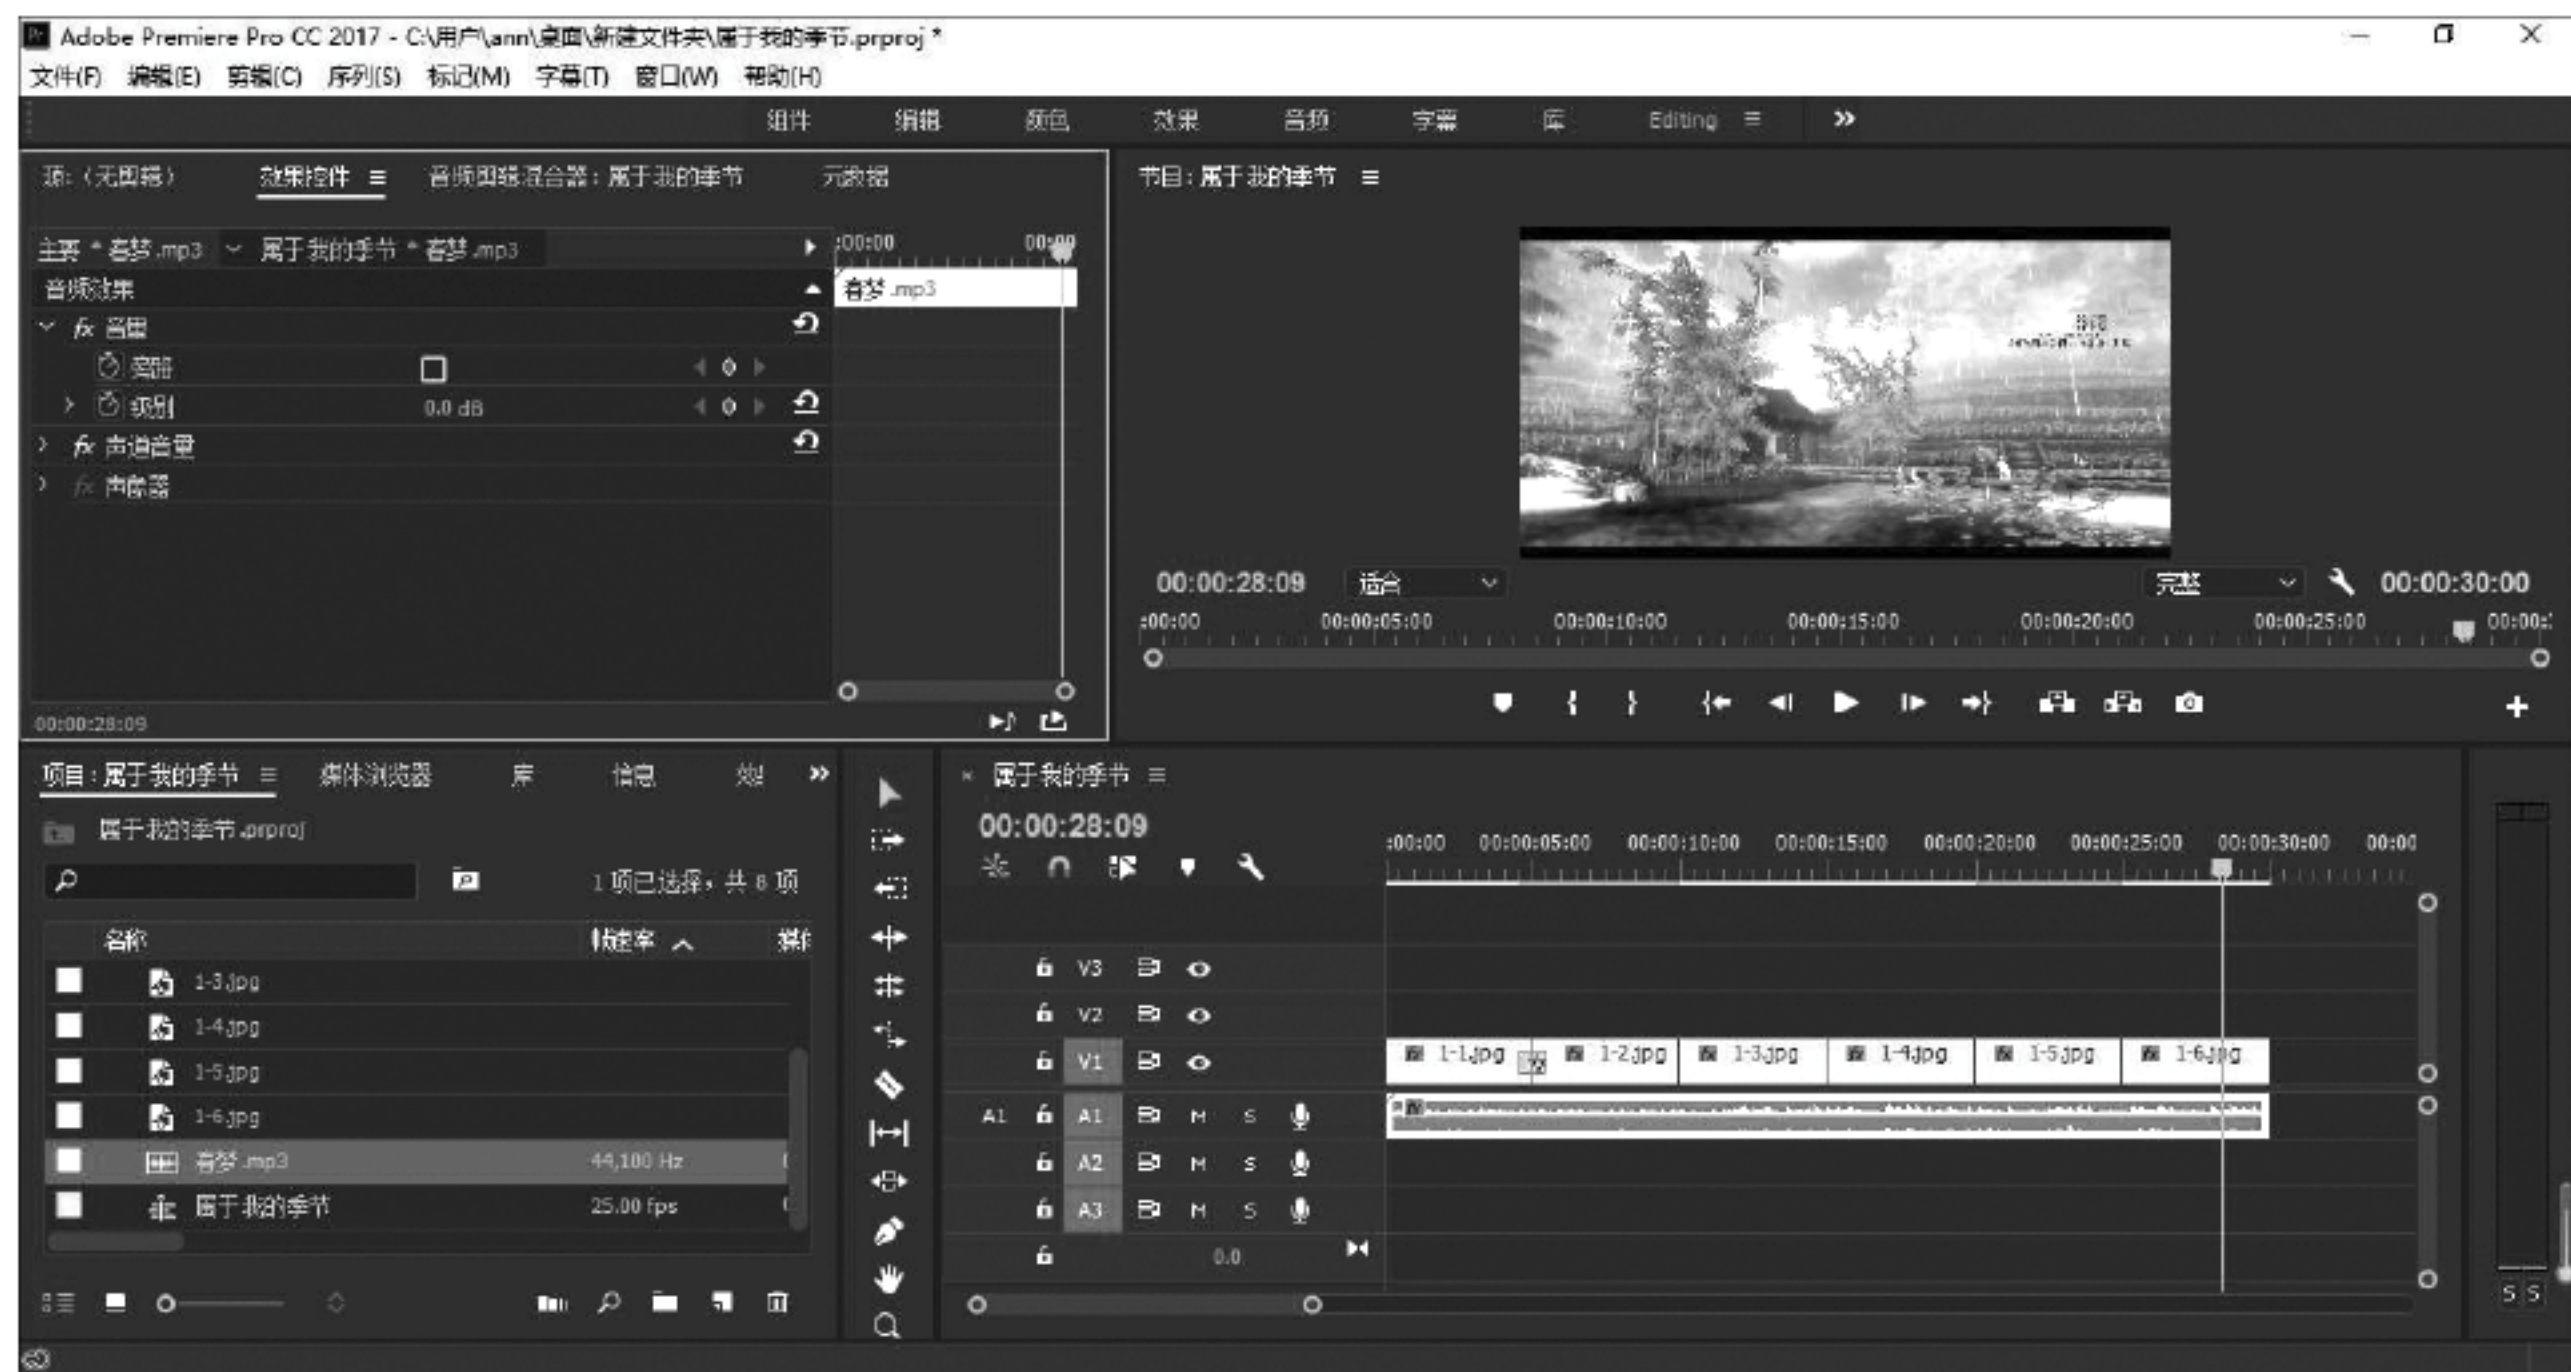 Adobe Premiere Pro CC 2017 - C:\用户\ann\桌面\新建文件夹\属于我的季节.prproj *
文件(F) 编辑(E) 剪辑(C) 序列(S) 标记(M) 字幕(T) 窗口(W) 帮助(H)
组件 编辑 颜色 效果 音频 字幕 库 Editing
源:（无剪辑） 效果控件 音频剪辑混合器：属于我的季节 元数据
主要 * 春梦.mp3 属于我的季节 * 春梦.mp3
:00:00 00:00
音频效果
春梦.mp3
fx 音量
旁路
级别 0.0 dB
fx 声道音量
fx 声像器
00:00:28:09
节目：属于我的季节
00:00:28:09 适合 完整 00:00:30:00
:00:00 00:00:05:00 00:00:10:00 00:00:15:00 00:00:20:00 00:00:25:00 00:00:
项目：属于我的季节 媒体浏览器 库 信息 效
属于我的季节.prproj
1 项已选择，共 8 项
名称 帧速率 媒
1-3.jpg
1-4.jpg
1-5.jpg
1-6.jpg
春梦.mp3 44,100 Hz
属于我的季节 25.00 fps
× 属于我的季节
00:00:28:09
:00:00 00:00:05:00 00:00:10:00 00:00:15:00 00:00:20:00 00:00:25:00 00:00:30:00 00:00
V3
V2
V1 fx 1-1.jpg fx 1-2.jpg fx 1-3.jpg fx 1-4.jpg fx 1-5.jpg fx 1-6.jpg
A1 A1 M S fx
A2 M S
A3 M S
0.0
S S